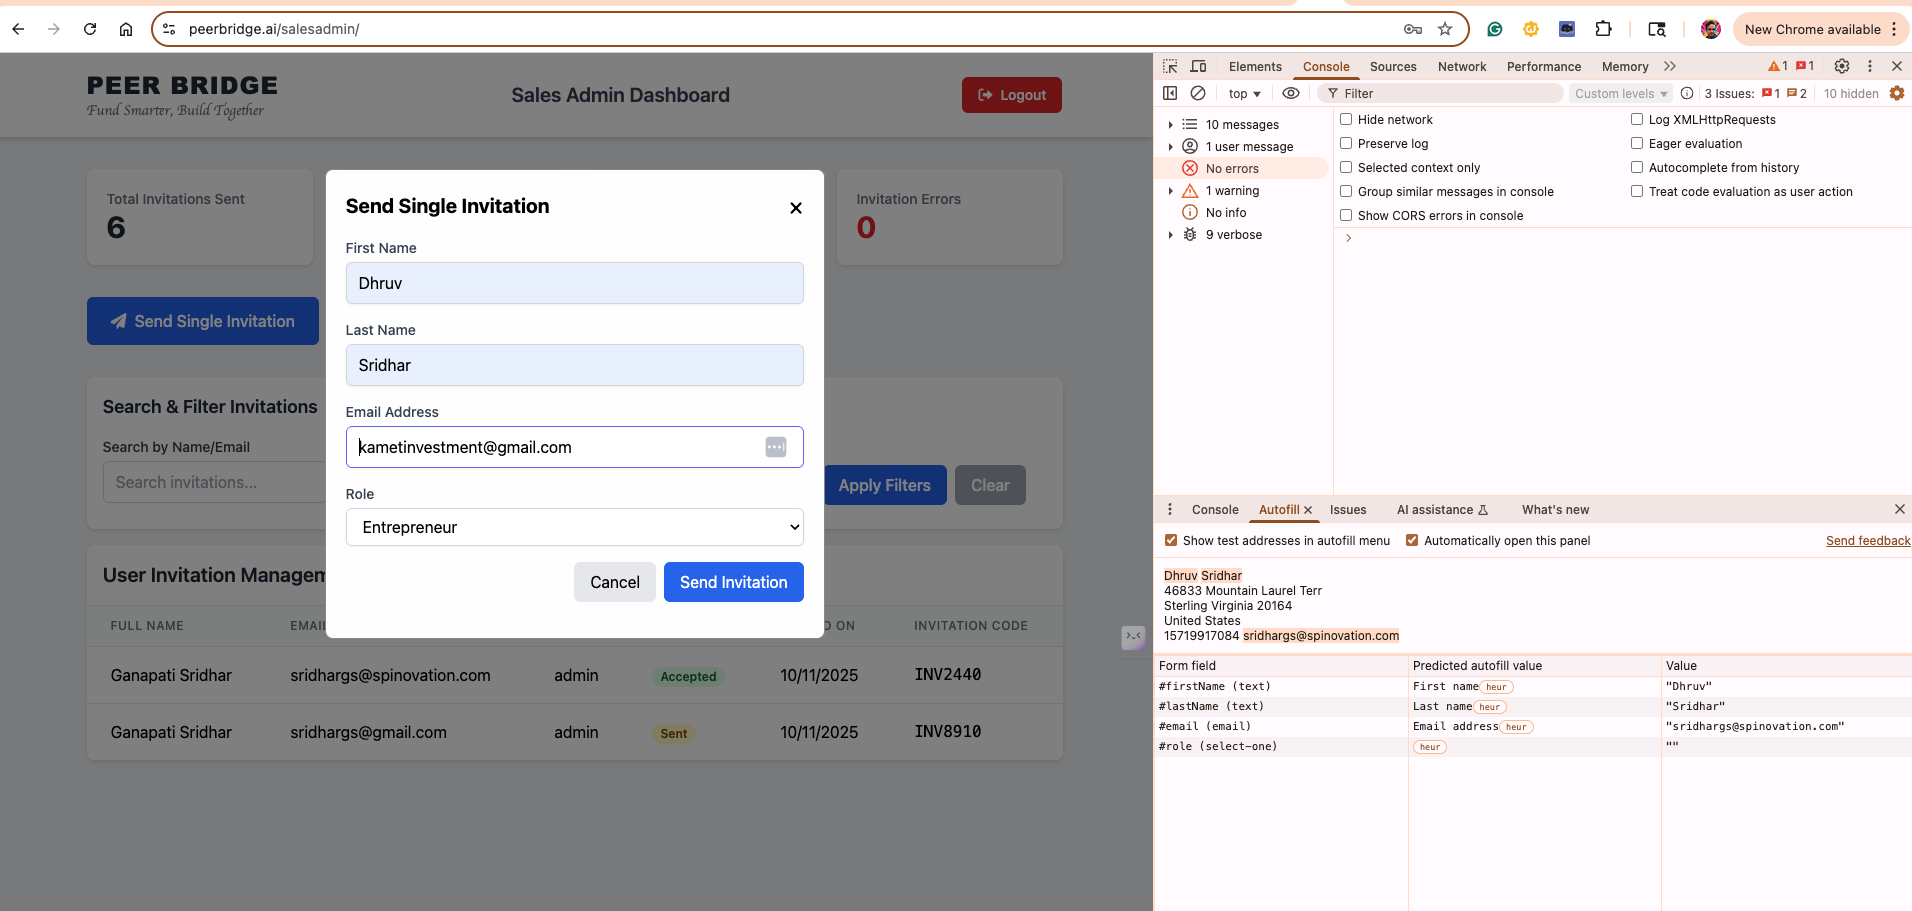 peerbridge.ai/salesadmin/
New Chrome available
PEER BRIDGE
Fund Smarter, Build Together
Sales Admin Dashboard
Logout
Total Invitations Sent
6
Invitation Errors
0
Send Single Invitation
Search & Filter Invitations
Search by Name/Email
Search invitations...
Apply Filters
Clear
User Invitation Managem
FULL NAME
EMAIL
D ON
INVITATION CODE
Ganapati Sridhar sridhargs@spinovation.com admin Accepted 10/11/2025 INV2440
Ganapati Sridhar sridhargs@gmail.com admin Sent 10/11/2025 INV8910
Send Single Invitation
First Name
Dhruv
Last Name
Sridhar
Email Address
kametinvestment@gmail.com
Role
Entrepreneur
Cancel
Send Invitation
Elements Console Sources Network Performance Memory 1 1
top Filter Custom levels 3 Issues: 1 2 10 hidden
10 messages
1 user message
No errors
1 warning
No info
9 verbose
Hide network
Preserve log
Selected context only
Group similar messages in console
Show CORS errors in console
Log XMLHttpRequests
Eager evaluation
Autocomplete from history
Treat code evaluation as user action
Console Autofill Issues AI assistance What's new
Show test addresses in autofill menu Automatically open this panel Send feedback
Dhruv Sridhar
46833 Mountain Laurel Terr
Sterling Virginia 20164
United States
15719917084 sridhargs@spinovation.com
Form field Predicted autofill value Value
#firstName (text) First name heur "Dhruv"
#lastName (text) Last name heur "Sridhar"
#email (email) Email address heur "sridhargs@spinovation.com"
#role (select-one) heur ""